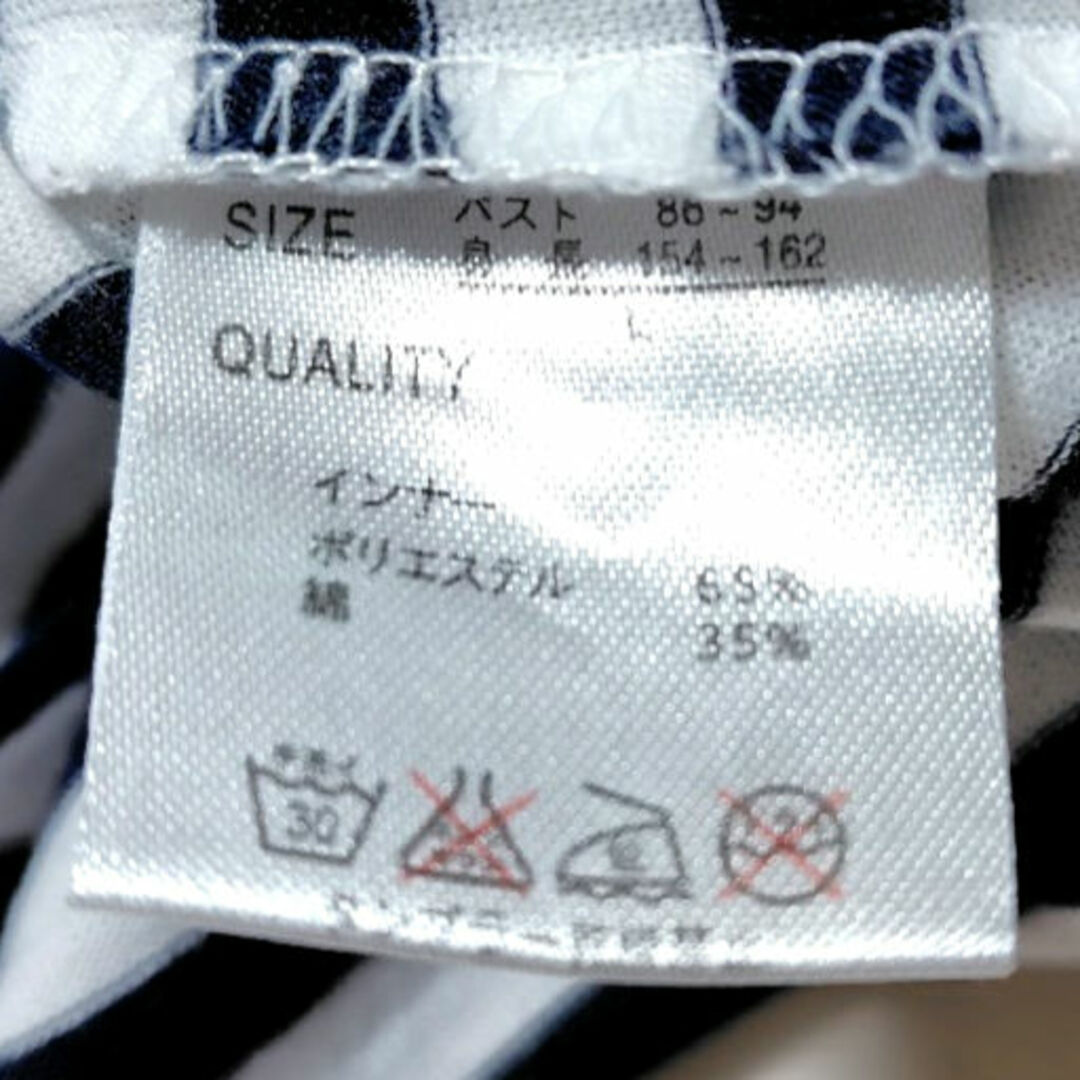 SIZE バスト 86~94
身長 154~162
L
QUALITY
インナー
ポリエステル 65%
綿 35%
30